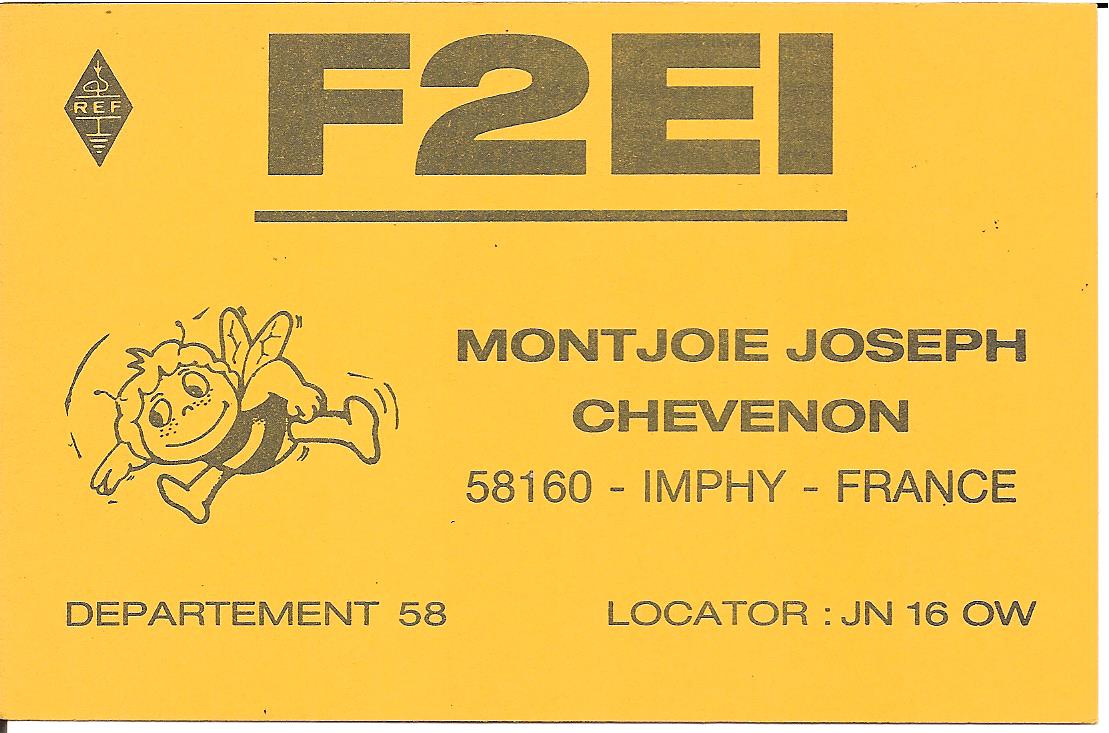 F2EI
REF
MONTJOIE JOSEPH
CHEVENON
58160 - IMPHY - FRANCE
DEPARTEMENT 58
LOCATOR : JN 16 OW